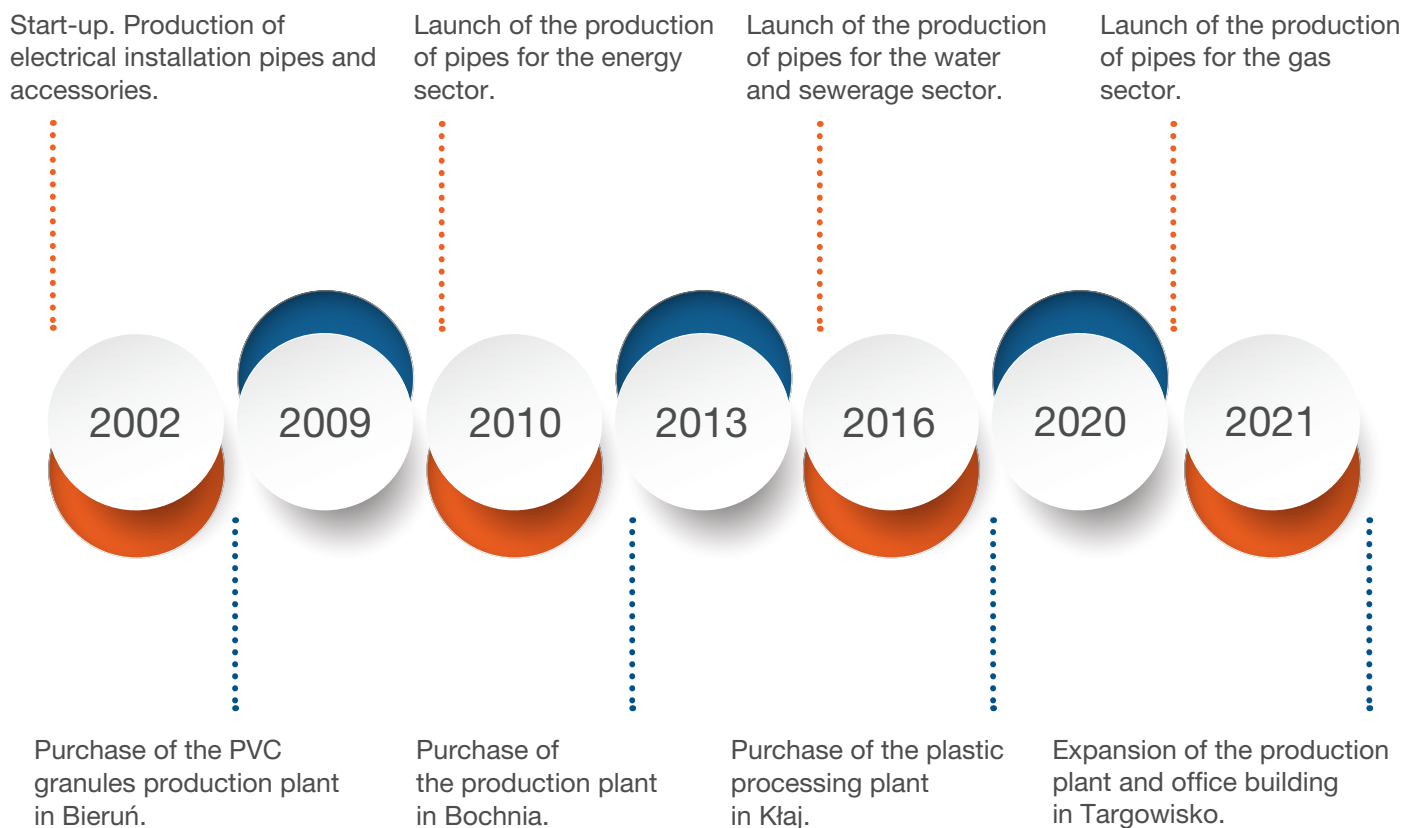 Start-up. Production of
electrical installation pipes and
accessories.
Launch of the production
of pipes for the energy
sector.
Launch of the production
of pipes for the water
and sewerage sector.
Launch of the production
of pipes for the gas
sector.
2002
2009
2010
2013
2016
2020
2021
Purchase of the PVC
granules production plant
in Bieruń.
Purchase of
the production plant
in Bochnia.
Purchase of the plastic
processing plant
in Kłaj.
Expansion of the production
plant and office building
in Targowisko.